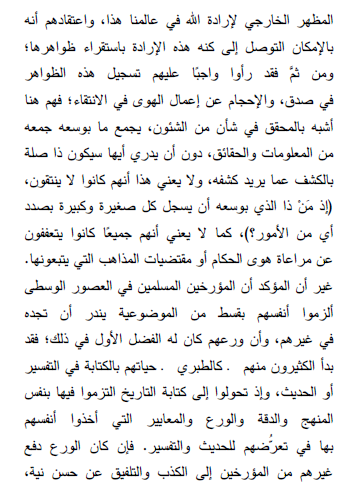 المظهر الخارجي لإرادة الله في عالمنا هذا، واعتقادهم أنه
بالإمكان التوصل إلى كنه هذه الإرادة باستقراء ظواهرها؛
ومن ثمَّ فقد رأوا واجبًا عليهم تسجيل هذه الظواهر
في صدق، والإحجام عن إعمال الهوى في الانتقاء؛ فهم هنا
أشبه بالمحقق في شأن من الشئون، يجمع ما بوسعه جمعه
من المعلومات والحقائق، دون أن يدري أيها سيكون ذا صلة
بالكشف عما يريد كشفه، ولا يعني هذا أنهم كانوا لا ينتقون،
(إذ مَنْ ذا الذي بوسعه أن يسجل كل صغيرة وكبيرة بصدد
أي من الأمور؟)، كما لا يعني أنهم جميعًا كانوا يتعففون
عن مراعاة هوى الحكام أو مقتضيات المذاهب التي يتبعونها.
غير أن المؤكد أن المؤرخين المسلمين في العصور الوسطى
ألزموا أنفسهم بقسط من الموضوعية يندر أن تجده
في غيرهم، وأن ورعهم كان له الفضل الأول في ذلك؛ فقد
بدأ الكثيرون منهم . كالطبري . حياتهم بالكتابة في التفسير
أو الحديث، وإذ تحولوا إلى كتابة التاريخ التزموا فيها بنفس
المنهج والدقة والورع والمعايير التي أخذوا أنفسهم
بها في تعرُّضهم للحديث والتفسير. فإن كان الورع دفع
غيرهم من المؤرخين إلى الكذب والتلفيق عن حسن نية،